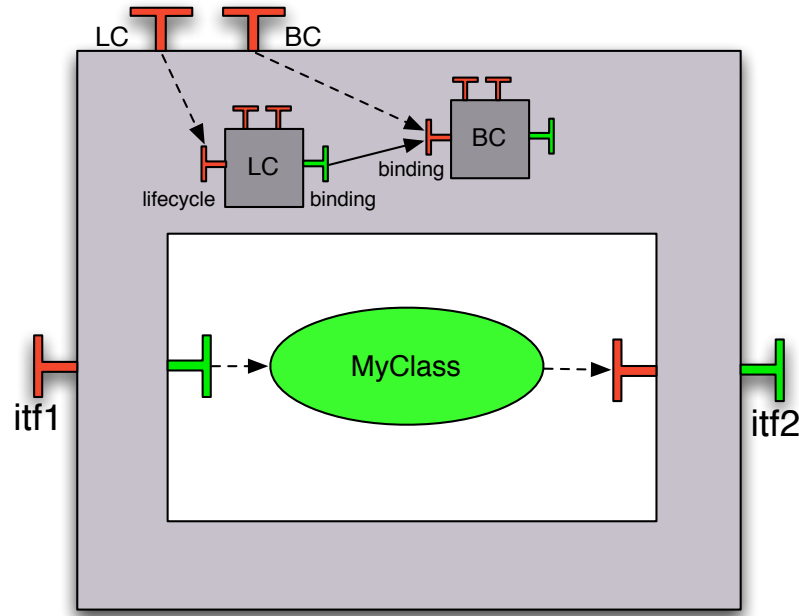 LC
BC
BC
LC
binding
lifecycle
binding
MyClass
itf1
itf2